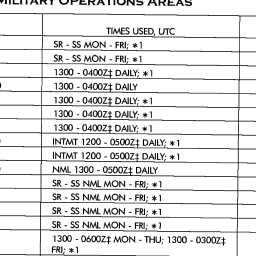 MILITARY OPERATIONS AREAS
TIMES USED, UTC
SR - SS MON - FRI; *1
SR - SS MON - FRI; *1
1300 - 0400Z‡ DAILY; *1
1300 - 0400Z‡ DAILY
1300 - 0400Z‡ DAILY; *1
1300 - 0400Z‡ DAILY; *1
1300 - 0400Z‡ DAILY; *1
INTMT 1200 - 0500Z‡ DAILY; *1
INTMT 1200 - 0500Z‡ DAILY; *1
NML 1300 - 0500Z‡ DAILY
SR - SS NML MON - FRI; *1
SR - SS NML MON - FRI; *1
SR - SS NML MON - FRI; *1
SR - SS NML MON - FRI; *1
1300 - 0600Z‡ MON - THU; 1300 - 0300Z‡
FRI; *1